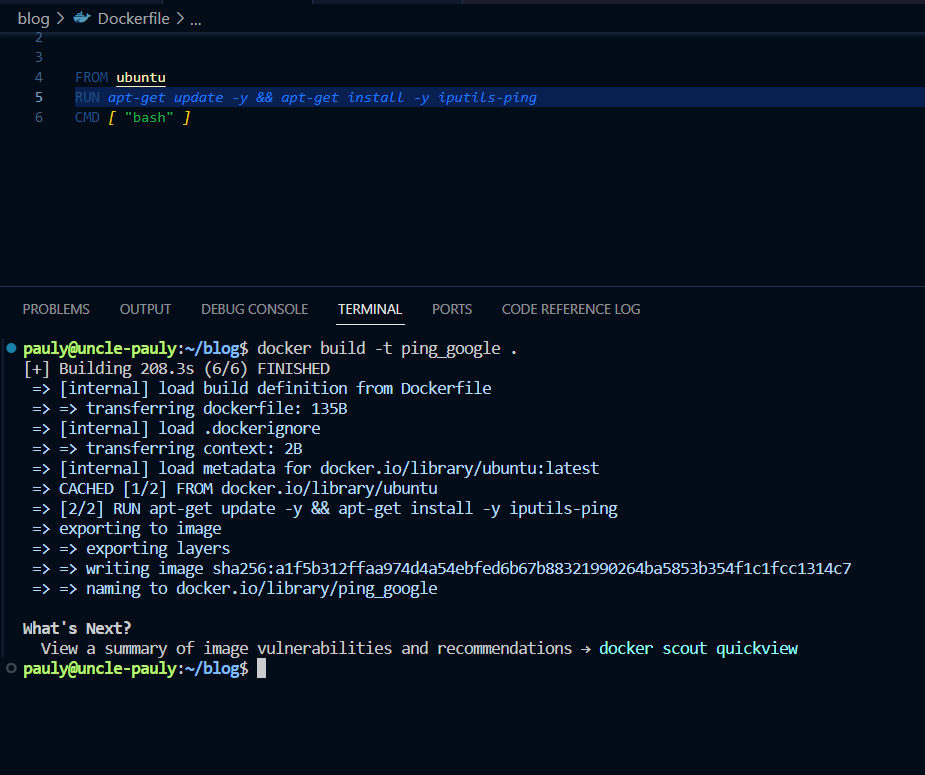 blog > Dockerfile > ...
2
3
4 FROM ubuntu
5 RUN apt-get update -y && apt-get install -y iputils-ping
6 CMD [ "bash" ]
PROBLEMS OUTPUT DEBUG CONSOLE TERMINAL PORTS CODE REFERENCE LOG
pauly@uncle-pauly:~/blog$ docker build -t ping_google .
[+] Building 208.3s (6/6) FINISHED
=> [internal] load build definition from Dockerfile
=> => transferring dockerfile: 135B
=> [internal] load .dockerignore
=> => transferring context: 2B
=> [internal] load metadata for docker.io/library/ubuntu:latest
=> CACHED [1/2] FROM docker.io/library/ubuntu
=> [2/2] RUN apt-get update -y && apt-get install -y iputils-ping
=> exporting to image
=> => exporting layers
=> => writing image sha256:a1f5b312ffaa974d4a54ebfed6b67b88321990264ba5853b354f1c1fcc1314c7
=> => naming to docker.io/library/ping_google
What's Next?
View a summary of image vulnerabilities and recommendations → docker scout quickview
pauly@uncle-pauly:~/blog$